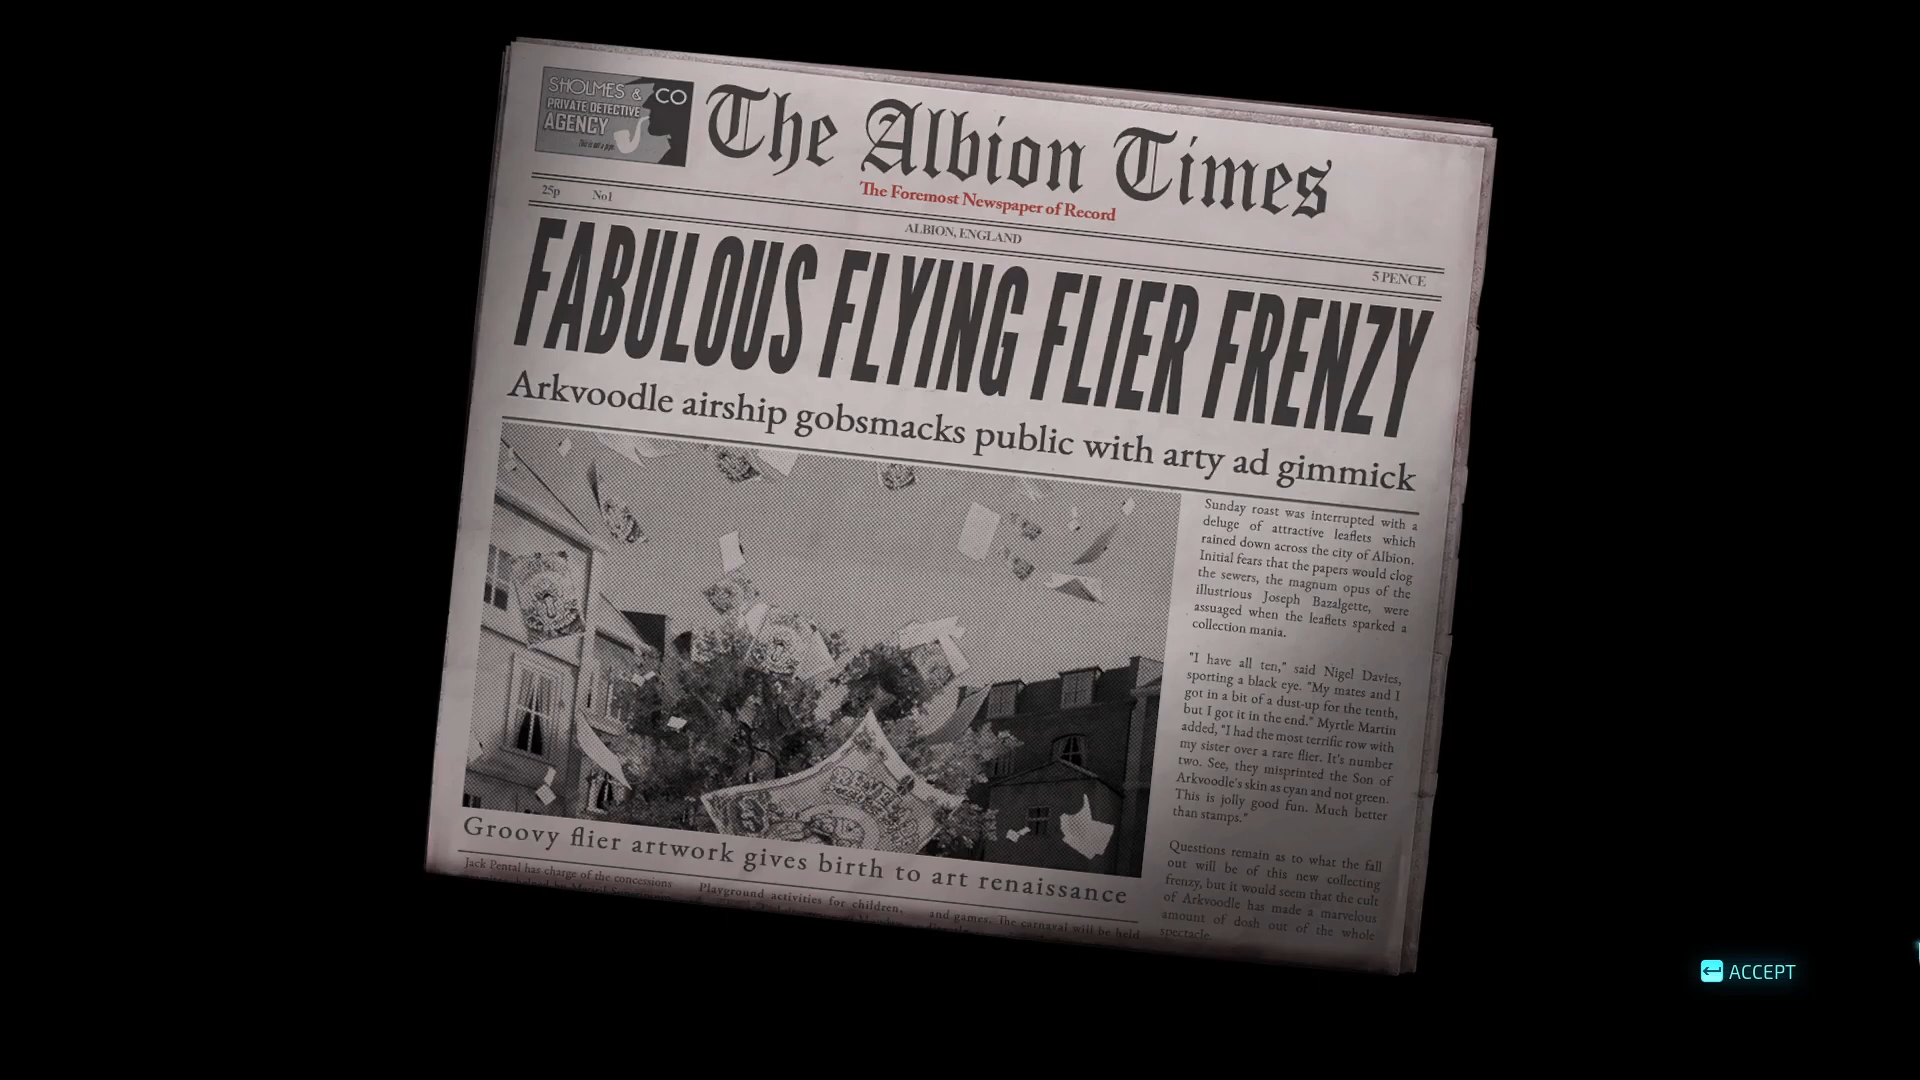 SHOLMES & CO
PRIVATE DETECTIVE
AGENCY
This is not a pipe
The Albion Times
The Foremost Newspaper of Record
25p No1
ALBION, ENGLAND
5 PENCE
FABULOUS FLYING FLIER FRENZY
Arkvoodle airship gobsmacks public with arty ad gimmick
Sunday roast was interrupted with a
deluge of attractive leaflets which
rained down across the city of Albion.
Initial fears that the papers would clog
the sewers, the magnum opus of the
illustrious Joseph Bazalgette, were
assuaged when the leaflets sparked a
collection mania.
"I have all ten," said Nigel Davies,
sporting a black eye. "My mates and I
got in a bit of a dust-up for the tenth,
but I got it in the end." Myrtle Martin
added, "I had the most terrific row with
my sister over a rare flier. It's number
two. See, they misprinted the Son of
Arkvoodle's skin as cyan and not green.
This is jolly good fun. Much better
than stamps."
Questions remain as to what the fall
out will be of this new collecting
frenzy, but it would seem that the cult
of Arkvoodle has made a marvelous
amount of dosh out of the whole
spectacle.
Groovy flier artwork gives birth to art renaissance
Jack Pental has charge of the concessions
Playground activities for children,
and games. The carnaval will be held
ACCEPT